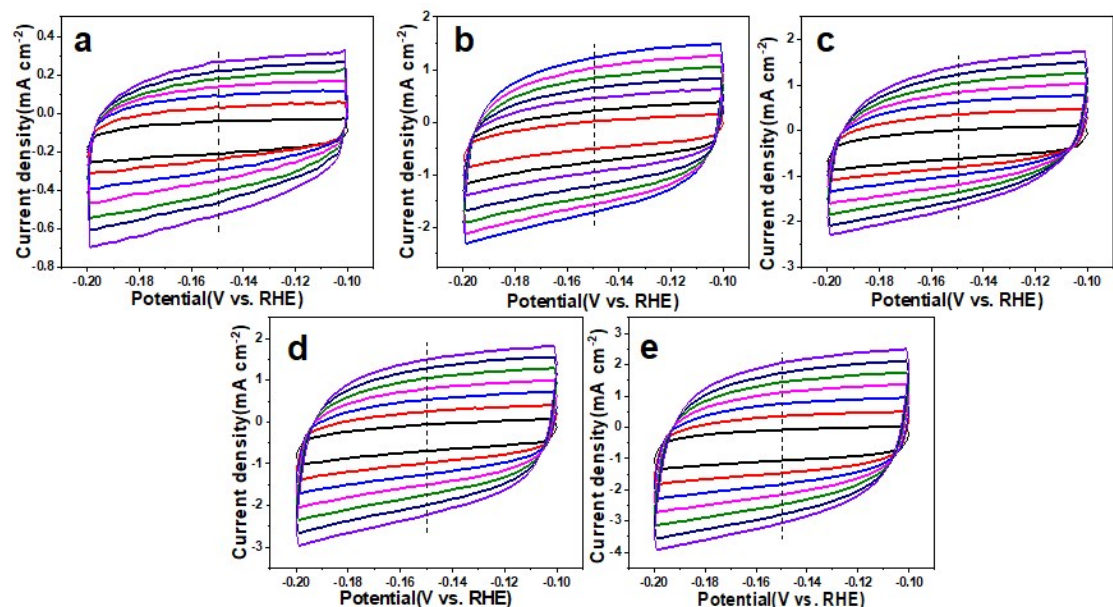 a
Current density(mA cm-2)
0.4
0.2
0.0
-0.2
-0.4
-0.6
-0.8
-0.20 -0.18 -0.16 -0.14 -0.12 -0.10
Potential(V vs. RHE)
b
Current density(mA cm-2)
2
1
0
-1
-2
-0.20 -0.18 -0.16 -0.14 -0.12 -0.10
Potential(V vs. RHE)
c
Current density(mA cm-2)
2
1
0
-1
-2
-3
-0.20 -0.18 -0.16 -0.14 -0.12 -0.10
Potential(V vs. RHE)
d
Current density(mA cm-2)
2
1
0
-1
-2
-3
-0.20 -0.18 -0.16 -0.14 -0.12 -0.10
Potential(V vs. RHE)
e
Current density(mA cm-2)
3
2
1
0
-1
-2
-3
-4
-0.20 -0.18 -0.16 -0.14 -0.12 -0.10
Potential(V vs. RHE)